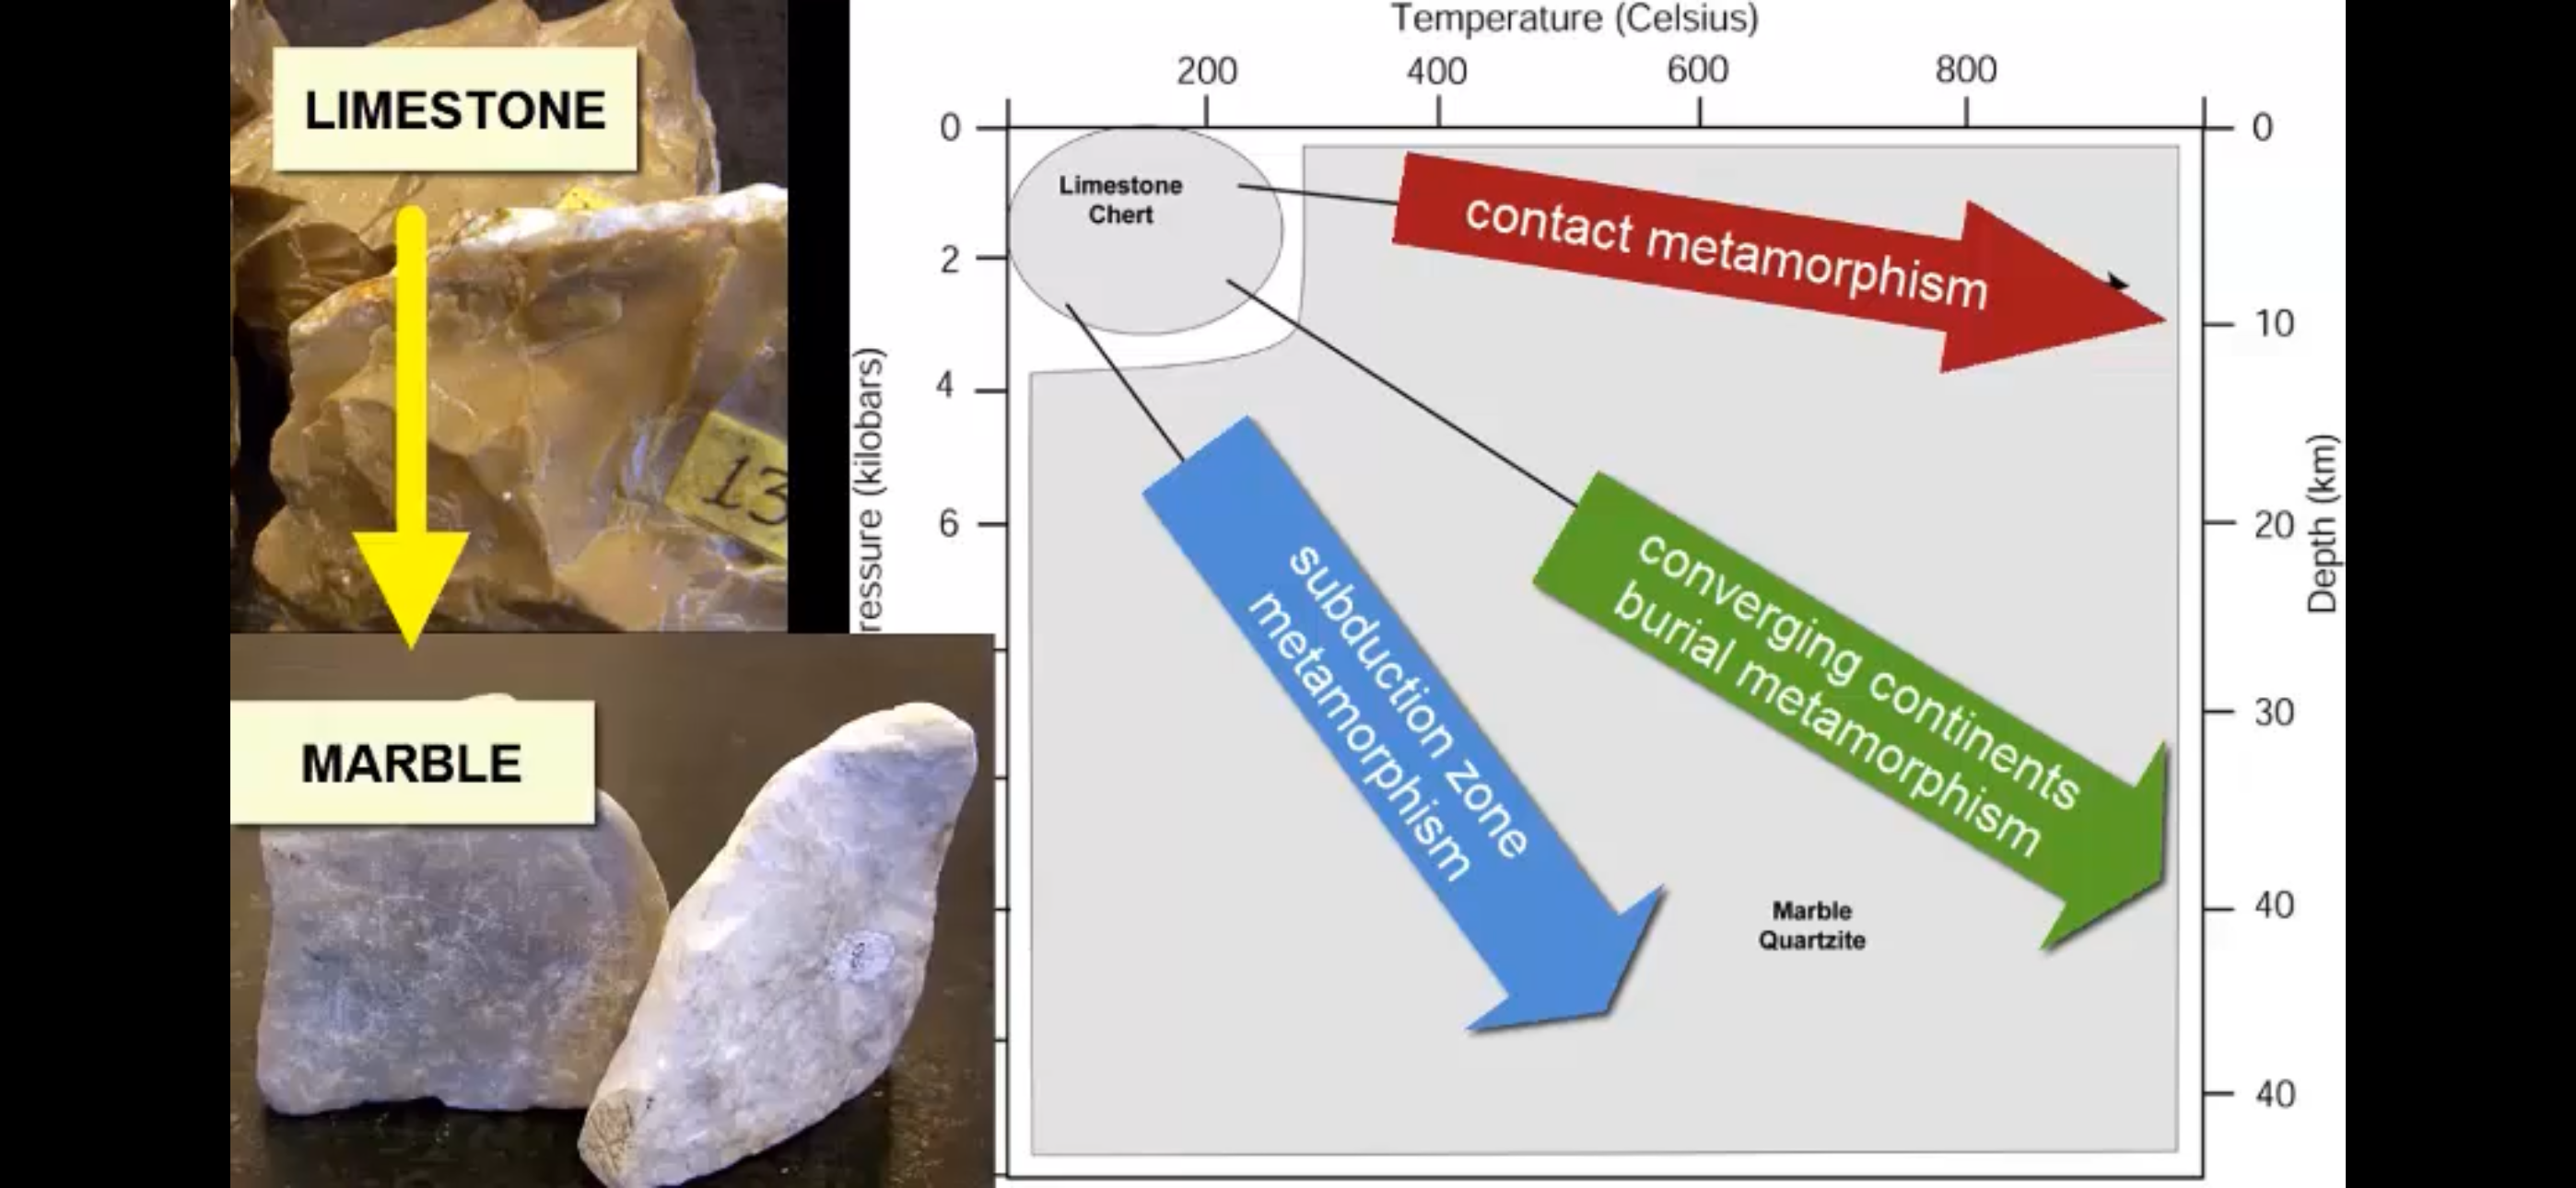 LIMESTONE
13
MARBLE
Temperature (Celsius)
200 400 600 800
0
2
4
6
ressure (kilobars)
0
10
20
30
40
40
Depth (km)
Limestone
Chert
contact metamorphism
subduction zone
metamorphism
converging continents
burial metamorphism
Marble
Quartzite